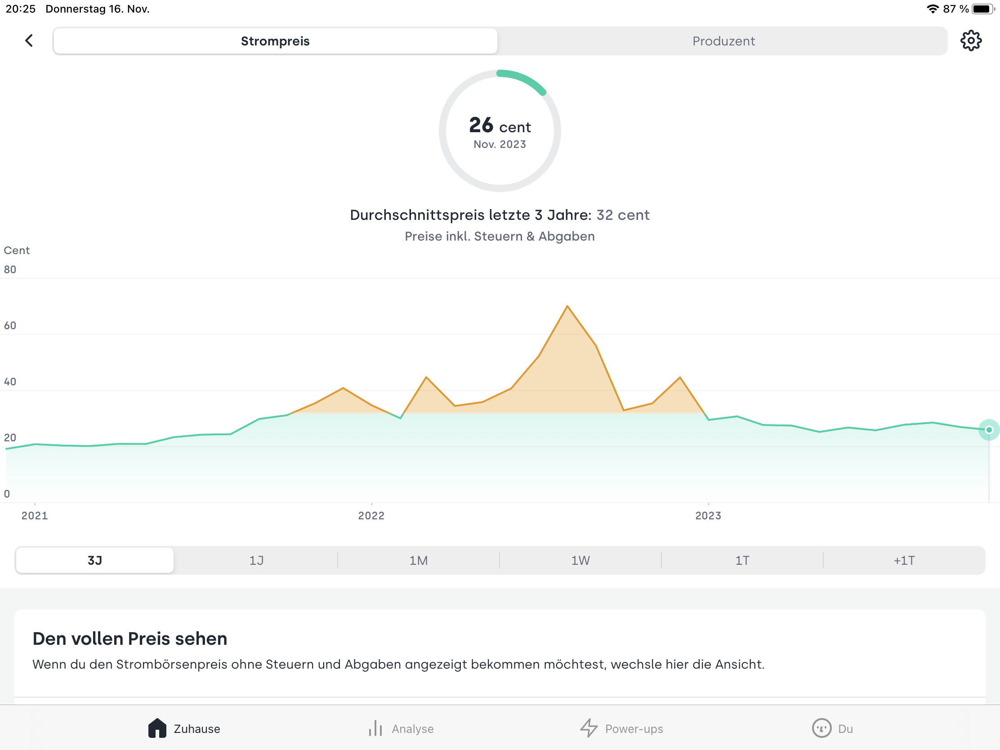 20:25 Donnerstag 16. Nov. 87 %
Strompreis Produzent
26 cent
Nov. 2023
Durchschnittspreis letzte 3 Jahre: 32 cent
Preise inkl. Steuern & Abgaben
Cent
80
60
40
20
0
2021 2022 2023
3J 1J 1M 1W 1T +1T
Den vollen Preis sehen
Wenn du den Strombörsenpreis ohne Steuern und Abgaben angezeigt bekommen möchtest, wechsle hier die Ansicht.
Zuhause Analyse Power-ups Du